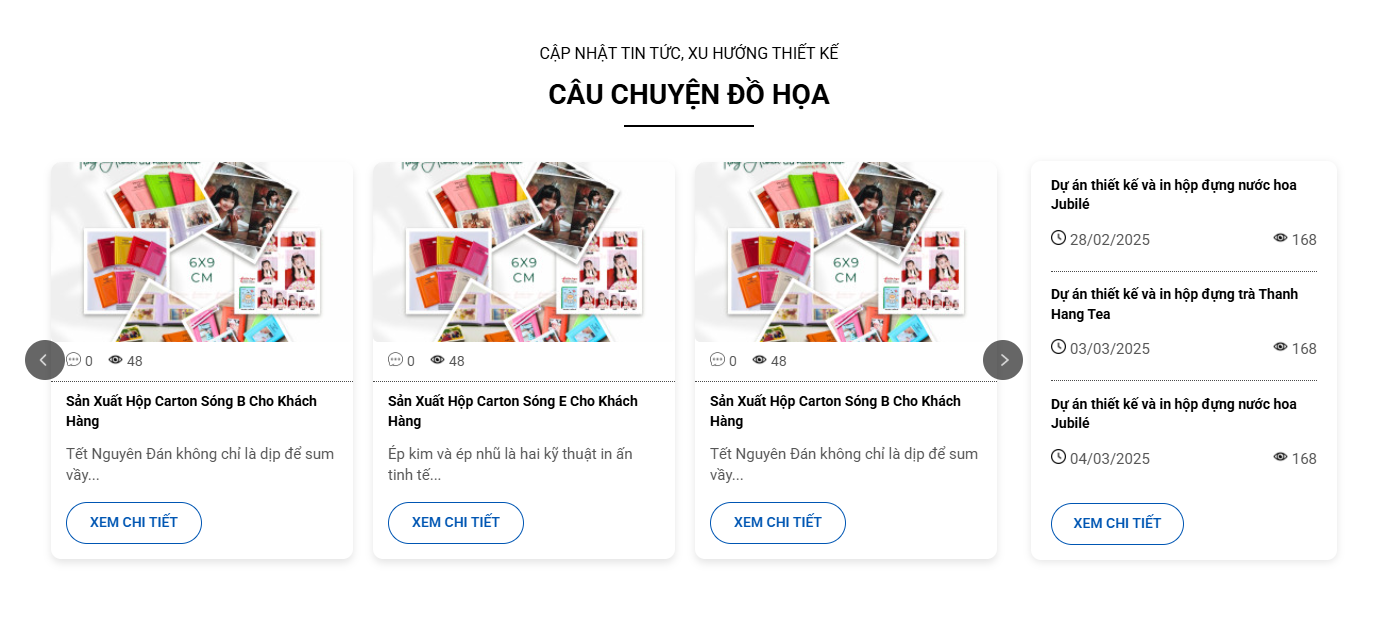 CẬP NHẬT TIN TỨC, XU HƯỚNG THIẾT KẾ
CÂU CHUYỆN ĐỒ HỌA
6X9
CM
0 48
Sản Xuất Hộp Carton Sóng B Cho Khách
Hàng
Tết Nguyên Đán không chỉ là dịp để sum
vầy...
XEM CHI TIẾT
6X9
CM
0 48
Sản Xuất Hộp Carton Sóng E Cho Khách
Hàng
Ép kim và ép nhũ là hai kỹ thuật in ấn
tinh tế...
XEM CHI TIẾT
6X9
CM
0 48
Sản Xuất Hộp Carton Sóng B Cho Khách
Hàng
Tết Nguyên Đán không chỉ là dịp để sum
vầy...
XEM CHI TIẾT
Dự án thiết kế và in hộp đựng nước hoa
Jubilé
28/02/2025 168
Dự án thiết kế và in hộp đựng trà Thanh
Hang Tea
03/03/2025 168
Dự án thiết kế và in hộp đựng nước hoa
Jubilé
04/03/2025 168
XEM CHI TIẾT